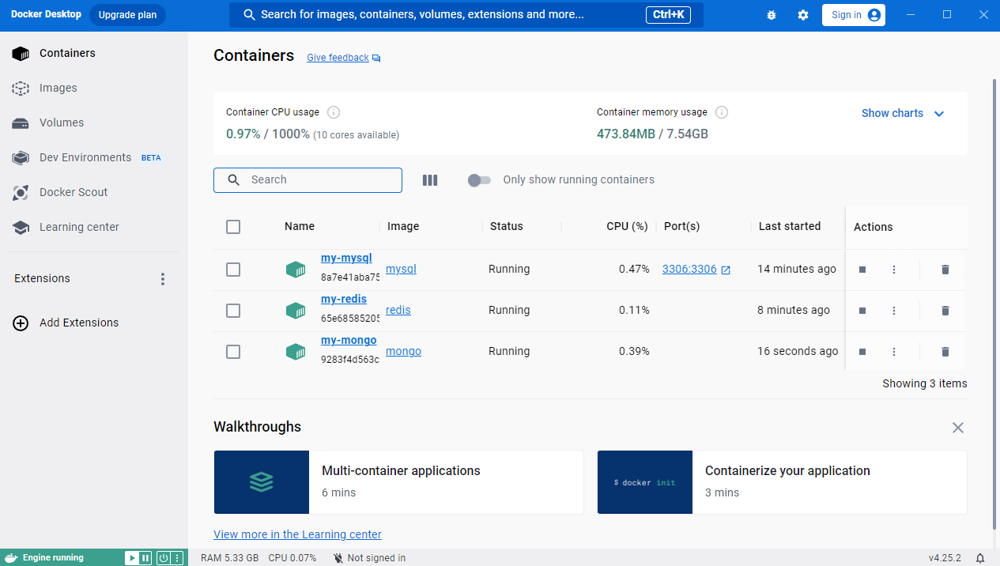 Docker Desktop Upgrade plan Search for images, containers, volumes, extensions and more... Ctrl+K Sign in
Containers
Images
Volumes
Dev Environments BETA
Docker Scout
Learning center
Extensions
Add Extensions
Containers Give feedback
Container CPU usage
0.97% / 1000% (10 cores available)
Container memory usage
473.84MB / 7.54GB
Show charts
Search
Only show running containers
Name Image Status CPU (%) Port(s) Last started Actions
my-mysql
8a7e41aba75 mysql Running 0.47% 3306:3306 14 minutes ago
my-redis
65e68585205 redis Running 0.11% 8 minutes ago
my-mongo
9283f4d563c mongo Running 0.39% 16 seconds ago
Showing 3 items
Walkthroughs
Multi-container applications
6 mins
$ docker init
Containerize your application
3 mins
View more in the Learning center
Engine running RAM 5.33 GB CPU 0.07% Not signed in v4.25.2